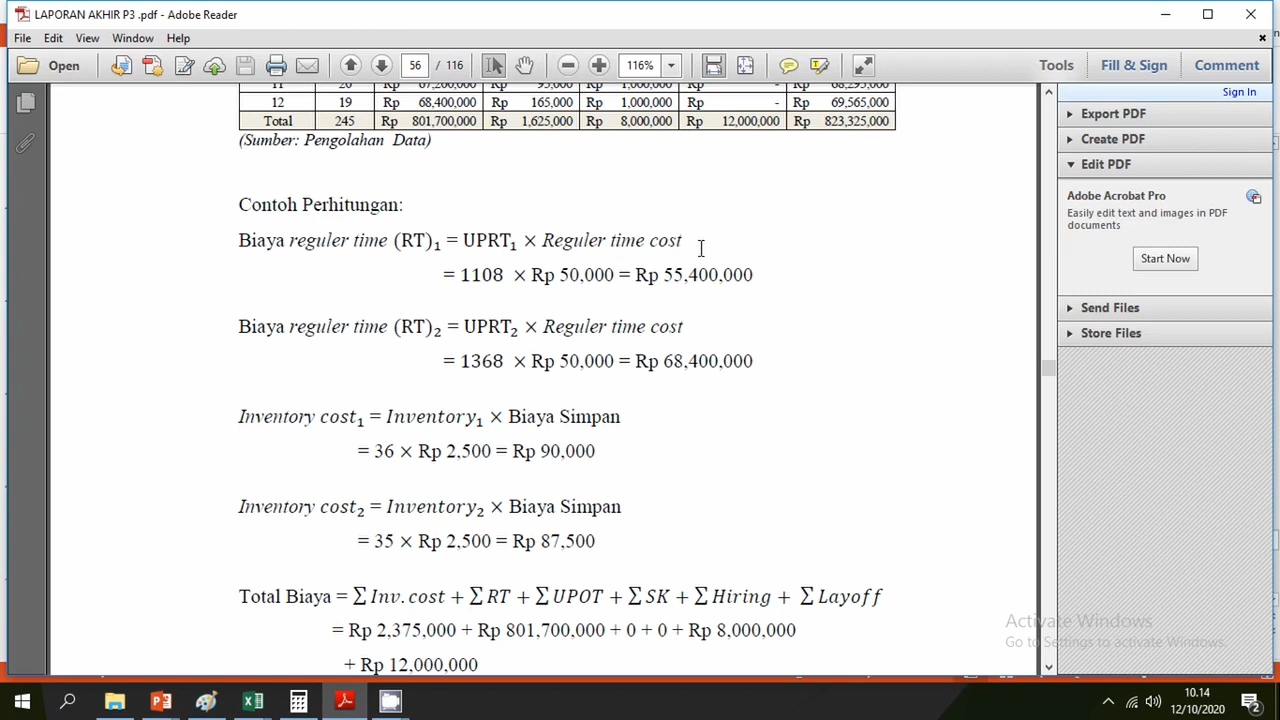 LAPORAN AKHIR P3 .pdf - Adobe Reader
File Edit View Window Help
Open 56 / 116 116% Tools Fill & Sign Comment
Sign In
Export PDF
Create PDF
Edit PDF
Adobe Acrobat Pro
Easily edit text and images in PDF
documents
Start Now
Send Files
Store Files
12 19 Rp 68,400,000 Rp 165,000 Rp 1,000,000 Rp - Rp 69,565,000
Total 245 Rp 801,700,000 Rp 1,625,000 Rp 8,000,000 Rp 12,000,000 Rp 823,325,000
(Sumber: Pengolahan Data)
Contoh Perhitungan:
Biaya reguler time (RT)₁ = UPRT₁ × Reguler time cost
= 1108 × Rp 50,000 = Rp 55,400,000
Biaya reguler time (RT)₂ = UPRT₂ × Reguler time cost
= 1368 × Rp 50,000 = Rp 68,400,000
Inventory cost₁ = Inventory₁ × Biaya Simpan
= 36 × Rp 2,500 = Rp 90,000
Inventory cost₂ = Inventory₂ × Biaya Simpan
= 35 × Rp 2,500 = Rp 87,500
Total Biaya = ∑ Inv. cost + ∑ RT + ∑ UPOT + ∑ SK + ∑ Hiring + ∑ Layoff
= Rp 2,375,000 + Rp 801,700,000 + 0 + 0 + Rp 8,000,000
+ Rp 12,000,000
Activate Windows
Go to Settings to activate Windows.
10.14
12/10/2020
2